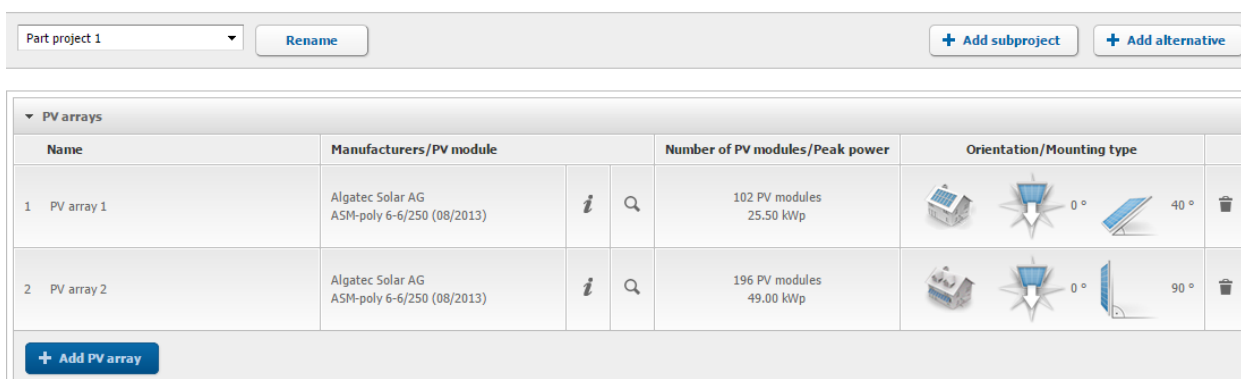 Part project 1
Rename
+ Add subproject
+ Add alternative
PV arrays
Name
Manufacturers/PV module
Number of PV modules/Peak power
Orientation/Mounting type
1 PV array 1
Algatec Solar AG
ASM-poly 6-6/250 (08/2013)
i
102 PV modules
25.50 kWp
0 °
40 °
2 PV array 2
Algatec Solar AG
ASM-poly 6-6/250 (08/2013)
i
196 PV modules
49.00 kWp
0 °
90 °
+ Add PV array